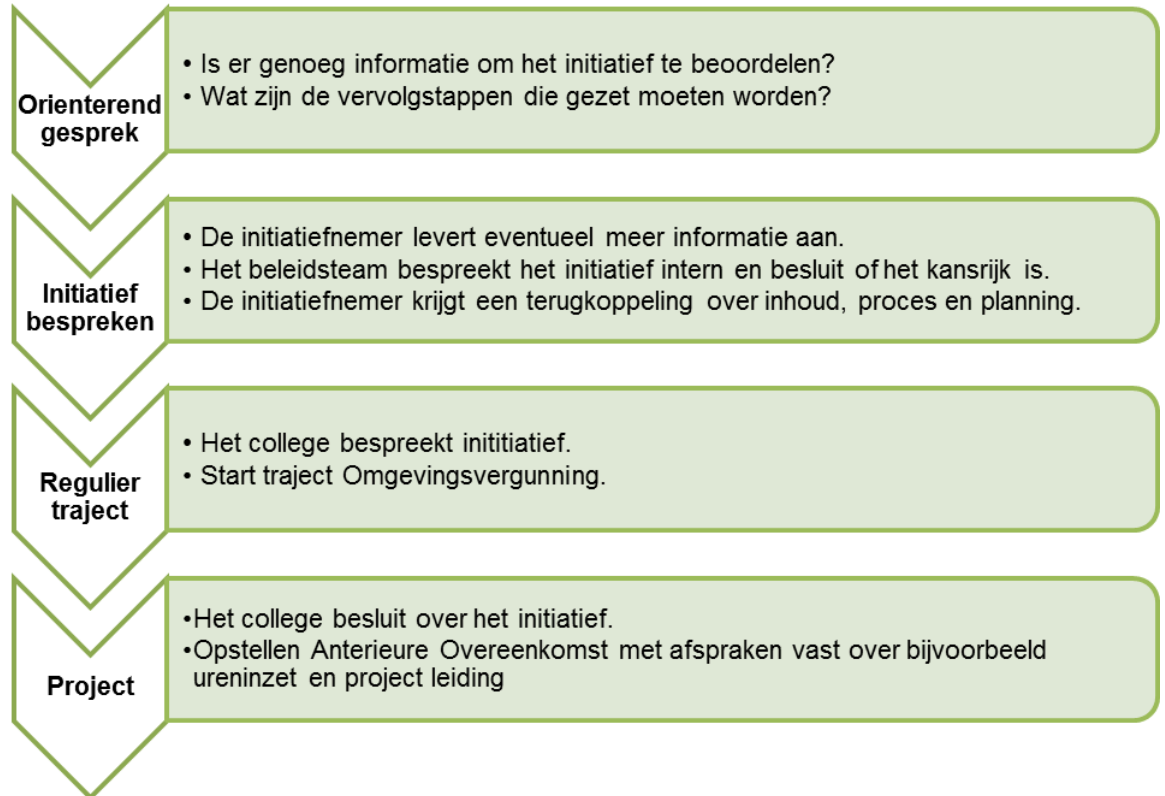 Orienterend
gesprek
• Is er genoeg informatie om het initiatief te beoordelen?
• Wat zijn de vervolgstappen die gezet moeten worden?
Initiatief
bespreken
• De initiatiefnemer levert eventueel meer informatie aan.
• Het beleidsteam bespreekt het initiatief intern en besluit of het kansrijk is.
• De initiatiefnemer krijgt een terugkoppeling over inhoud, proces en planning.
Regulier
traject
• Het college bespreekt inititiatief.
• Start traject Omgevingsvergunning.
Project
•Het college besluit over het initiatief.
•Opstellen Anterieure Overeenkomst met afspraken vast over bijvoorbeeld
ureninzet en project leiding